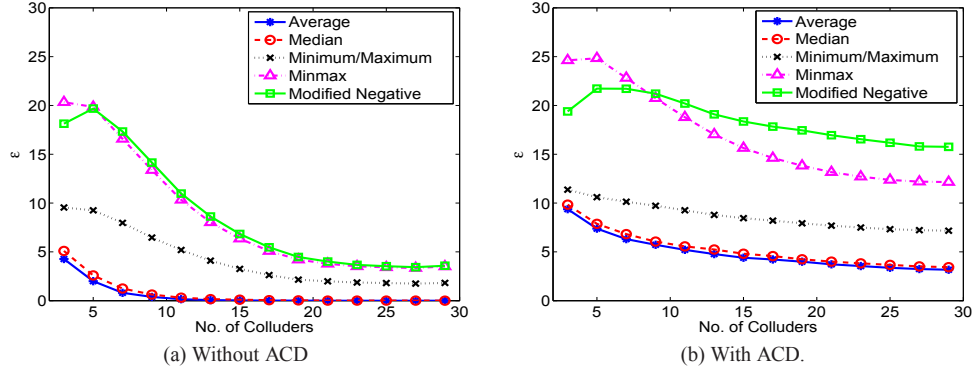 30
25
20
15
10
5
0
ε
Average
Median
Minimum/Maximum
Minmax
Modified Negative
5 10 15 20 25 30
No. of Colluders
(a) Without ACD
30
25
20
15
10
5
0
ε
Average
Median
Minimum/Maximum
Minmax
Modified Negative
5 10 15 20 25 30
No. of Colluders
(b) With ACD.